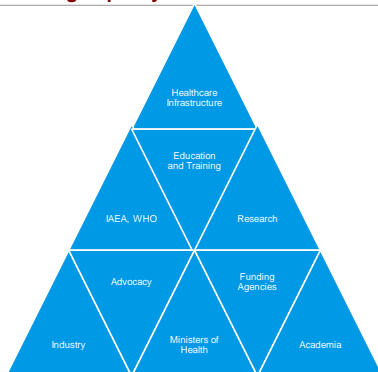 Healthcare
Infrastructure
Education
and Training
IAEA, WHO
Research
Advocacy
Funding
Agencies
Industry
Ministers of
Health
Academia